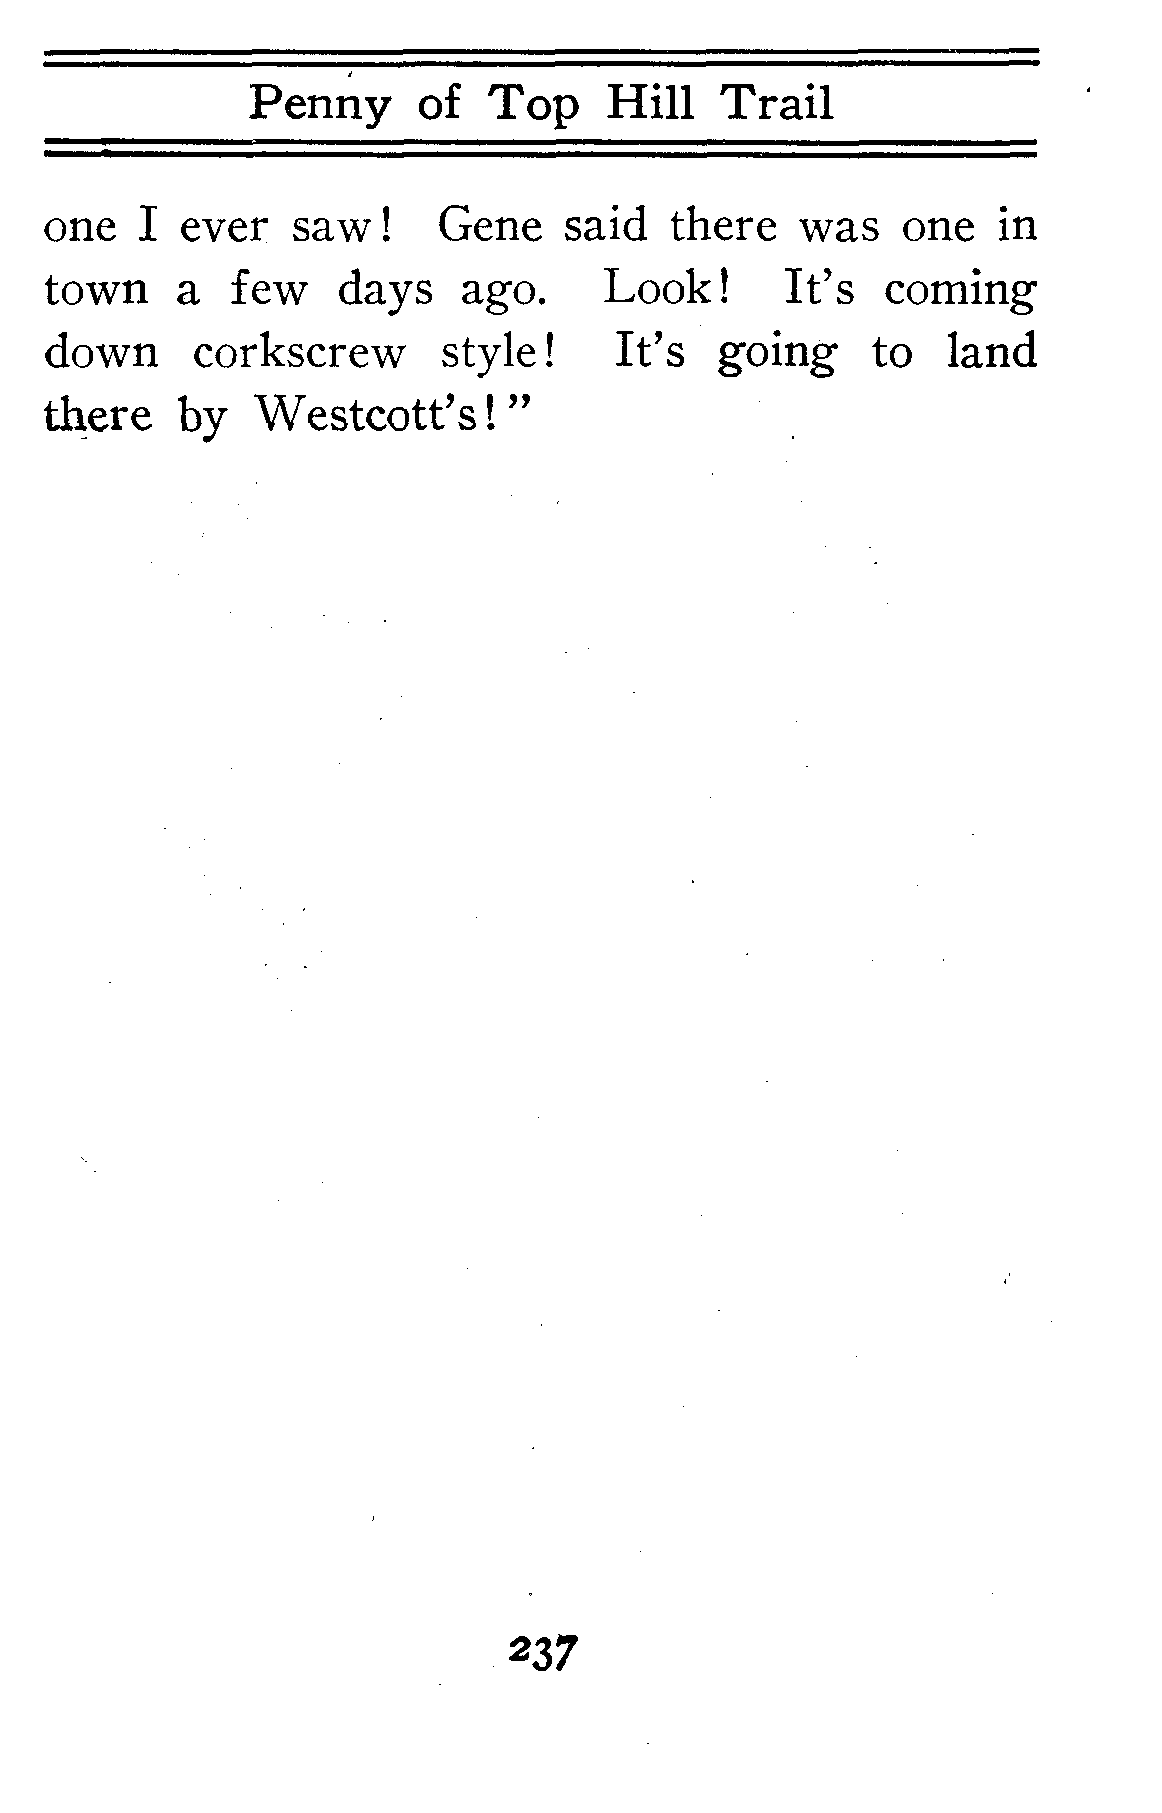 Penny of Top Hill Trail
one I ever saw! Gene said there was one in
town a few days ago. Look! It's coming
down corkscrew style! It's going to land
there by Westcott's!"
237